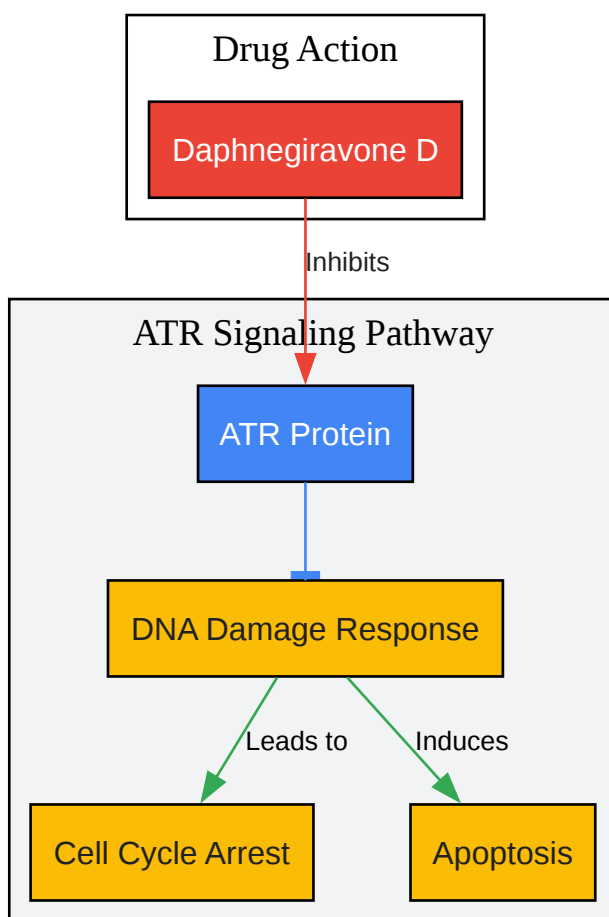 Drug Action
Daphnegiravone D
Inhibits
ATR Signaling Pathway
ATR Protein
DNA Damage Response
Leads to
Induces
Cell Cycle Arrest
Apoptosis